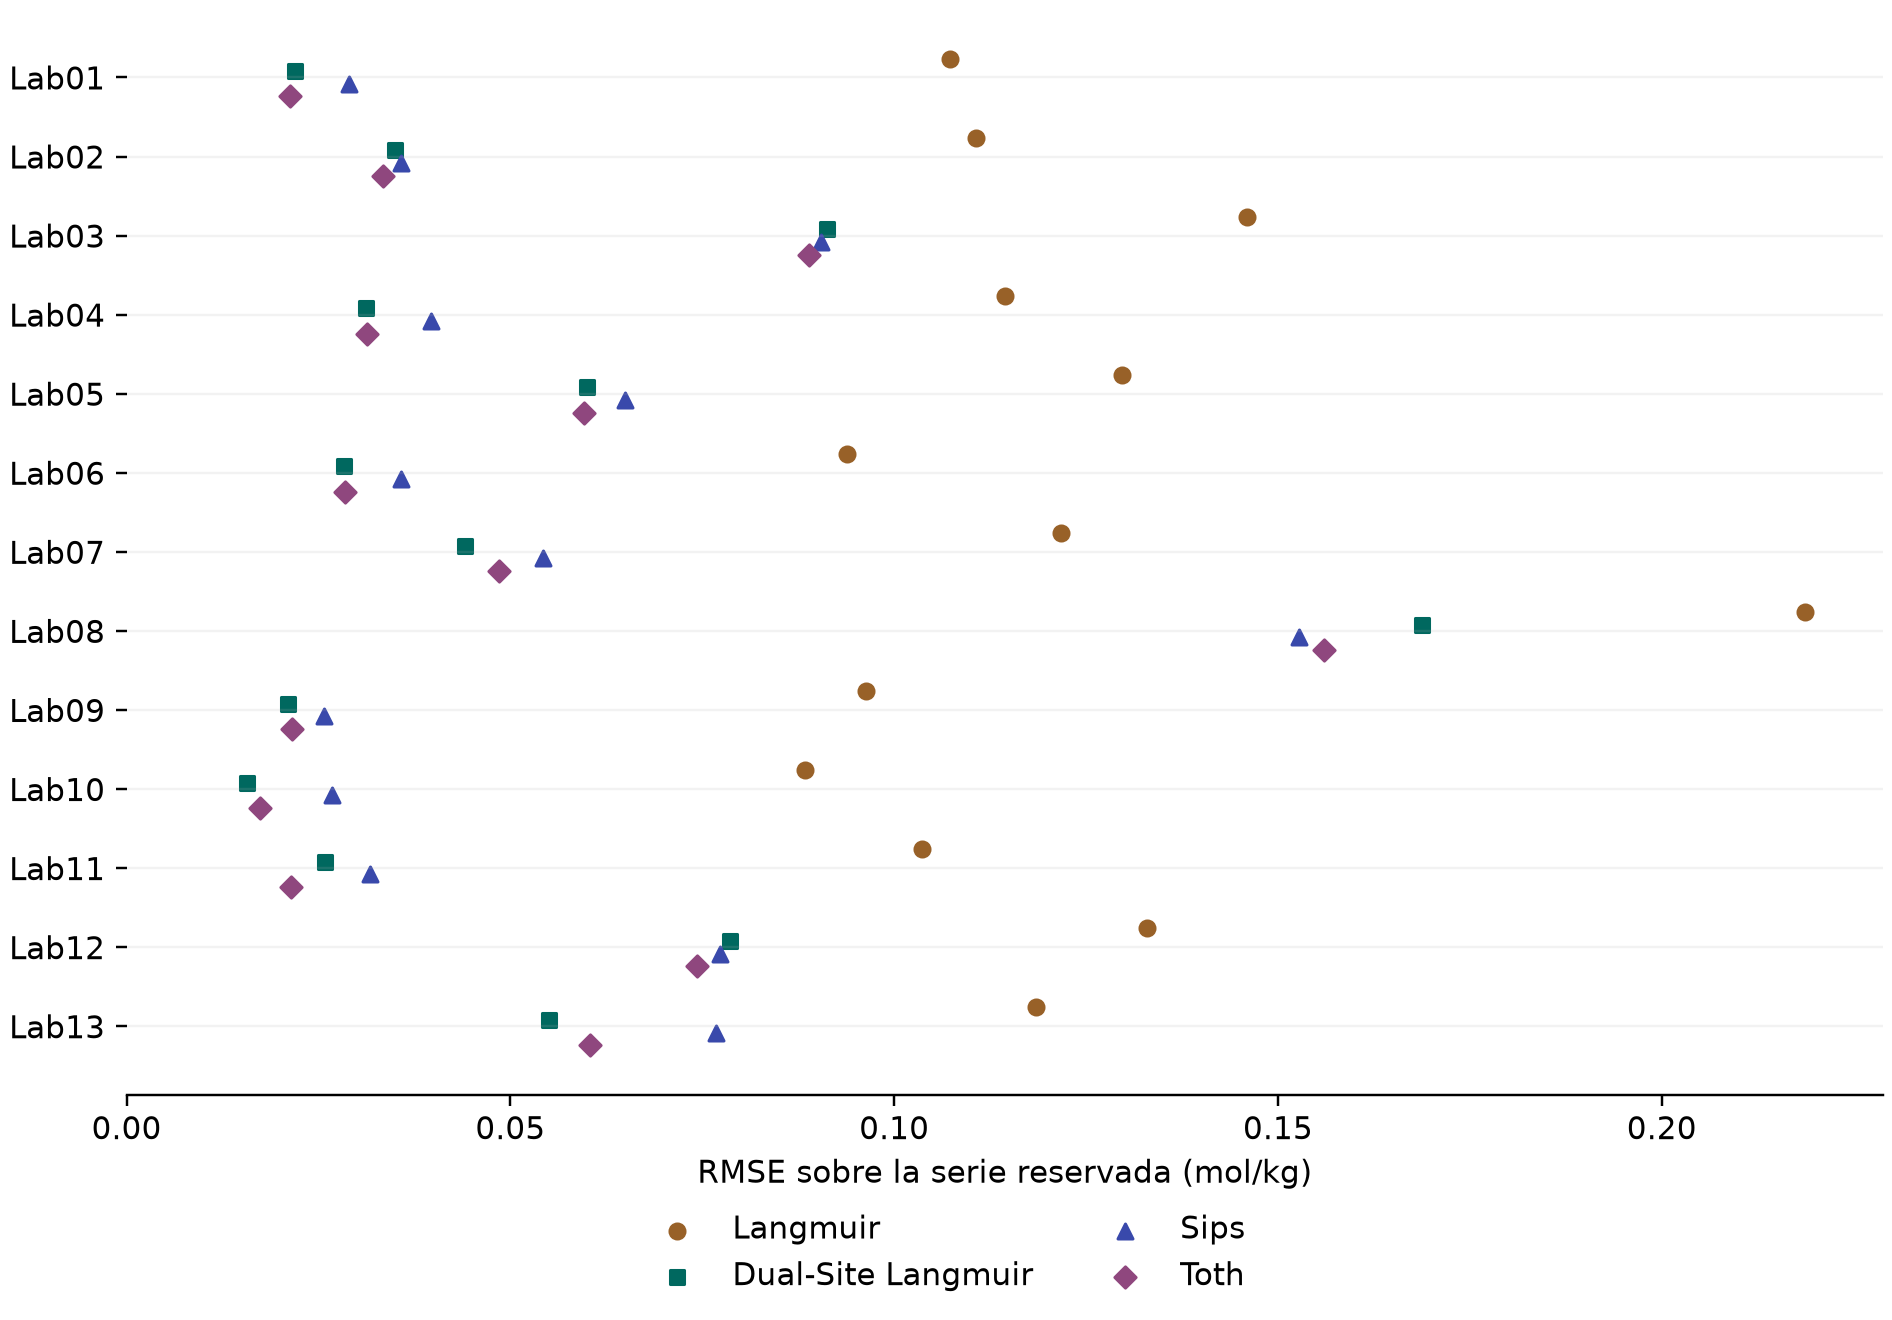 Lab01
Lab02
Lab03
Lab04
Lab05
Lab06
Lab07
Lab08
Lab09
Lab10
Lab11
Lab12
Lab13
0.00 0.05 0.10 0.15 0.20
RMSE sobre la serie reservada (mol/kg)
Langmuir Sips
Dual-Site Langmuir Toth